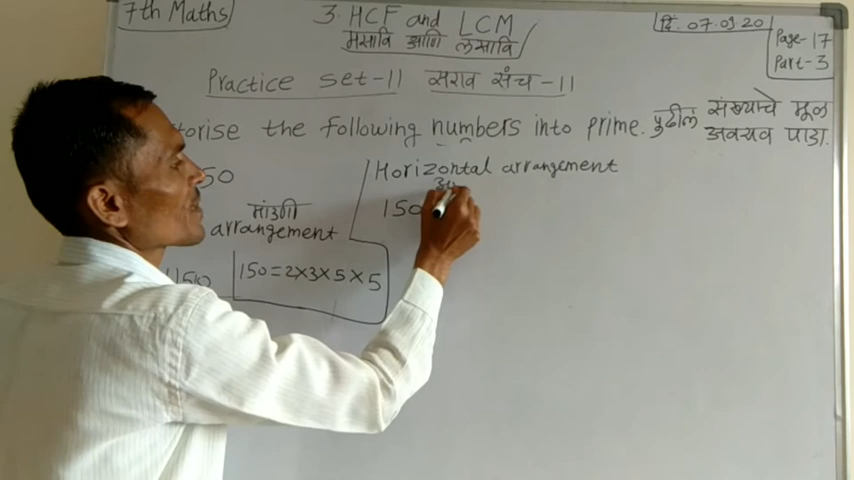 7th Maths
3. HCF and LCM
मसावि आणि लसावि
दि. 07.09.20
Page-17
Part-3
Practice set-11 सराव संच-11
torise the following numbers into prime. पुढील संख्यांचे मूळ
अवयव पाडा.
50
मांडणी
arrangement
150=2×3×5×5
Horizontal arrangement
150